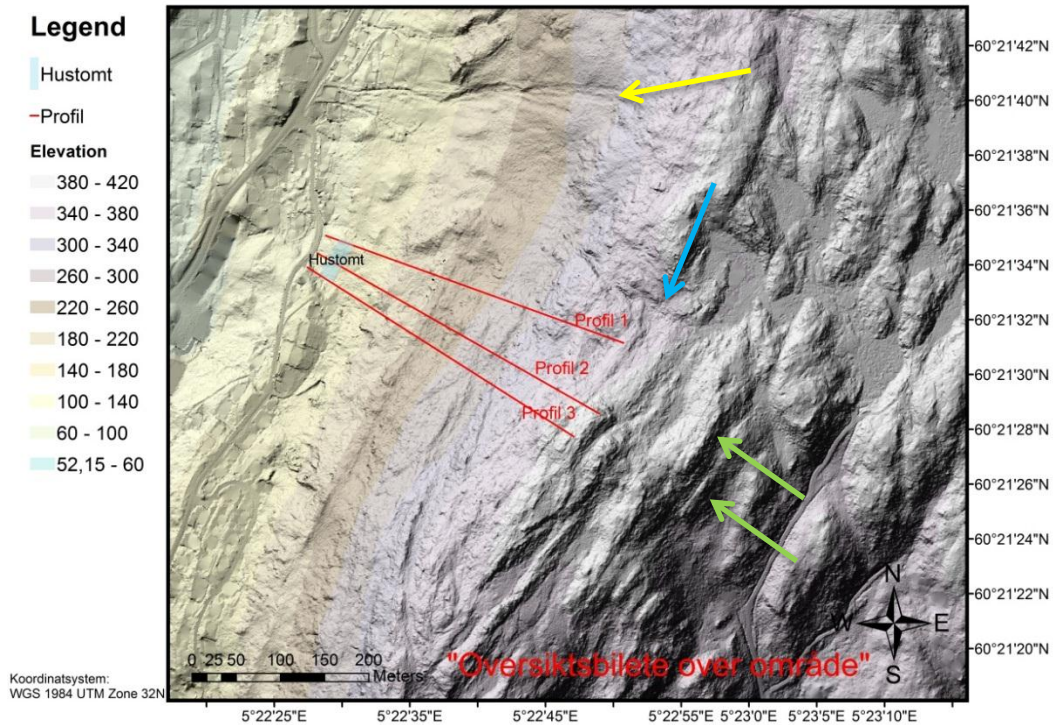 Legend
Hustomt
Profil
Elevation
380 - 420
340 - 380
300 - 340
260 - 300
220 - 260
180 - 220
140 - 180
100 - 140
60 - 100
52,15 - 60
Hustomt
Profil 1
Profil 2
Profil 3
60°21'42"N
60°21'40"N
60°21'38"N
60°21'36"N
60°21'34"N
60°21'32"N
60°21'30"N
60°21'28"N
60°21'26"N
60°21'24"N
60°21'22"N
60°21'20"N
N
W E
S
0 25 50 100 150 200
Meters
"Oversiktsbilete over område"
Koordinatsystem:
WGS 1984 UTM Zone 32N
5°22'25"E 5°22'35"E 5°22'45"E 5°22'55"E 5°23'0"E 5°23'5"E 5°23'10"E